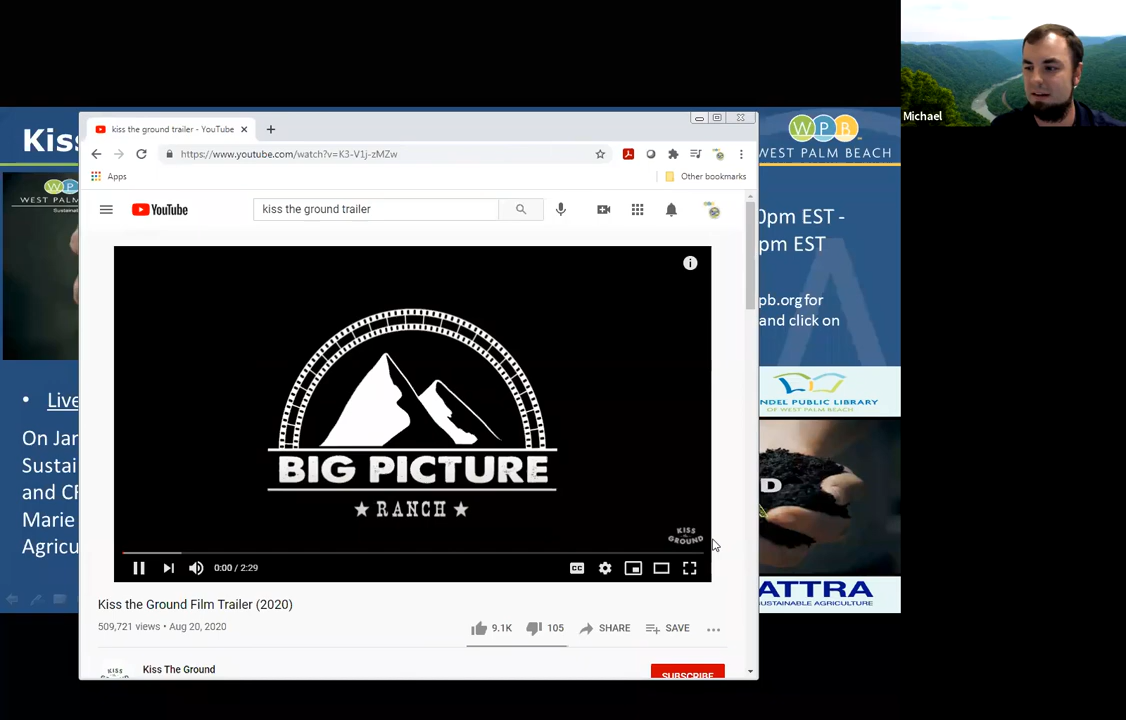 Michael
Kiss
WPB
WEST PALM BEACH
kiss the ground trailer - YouTube
https://www.youtube.com/watch?v=K3-V1j-zMZw
Apps
Other bookmarks
YouTube
kiss the ground trailer
BIG PICTURE
★ RANCH ★
KISS
GROUND
0:00 / 2:29
CC
Kiss the Ground Film Trailer (2020)
509,721 views • Aug 20, 2020
9.1K
105
SHARE
SAVE
Kiss The Ground
SUBSCRIBE
WEST PALM
0pm EST -
pm EST
pb.org for
and click on
• Live
On Jan
Sustai
and CF
Marie
Agricu
NDEL PUBLIC LIBRARY
OF WEST PALM BEACH
D
ATTRA
SUSTAINABLE AGRICULTURE